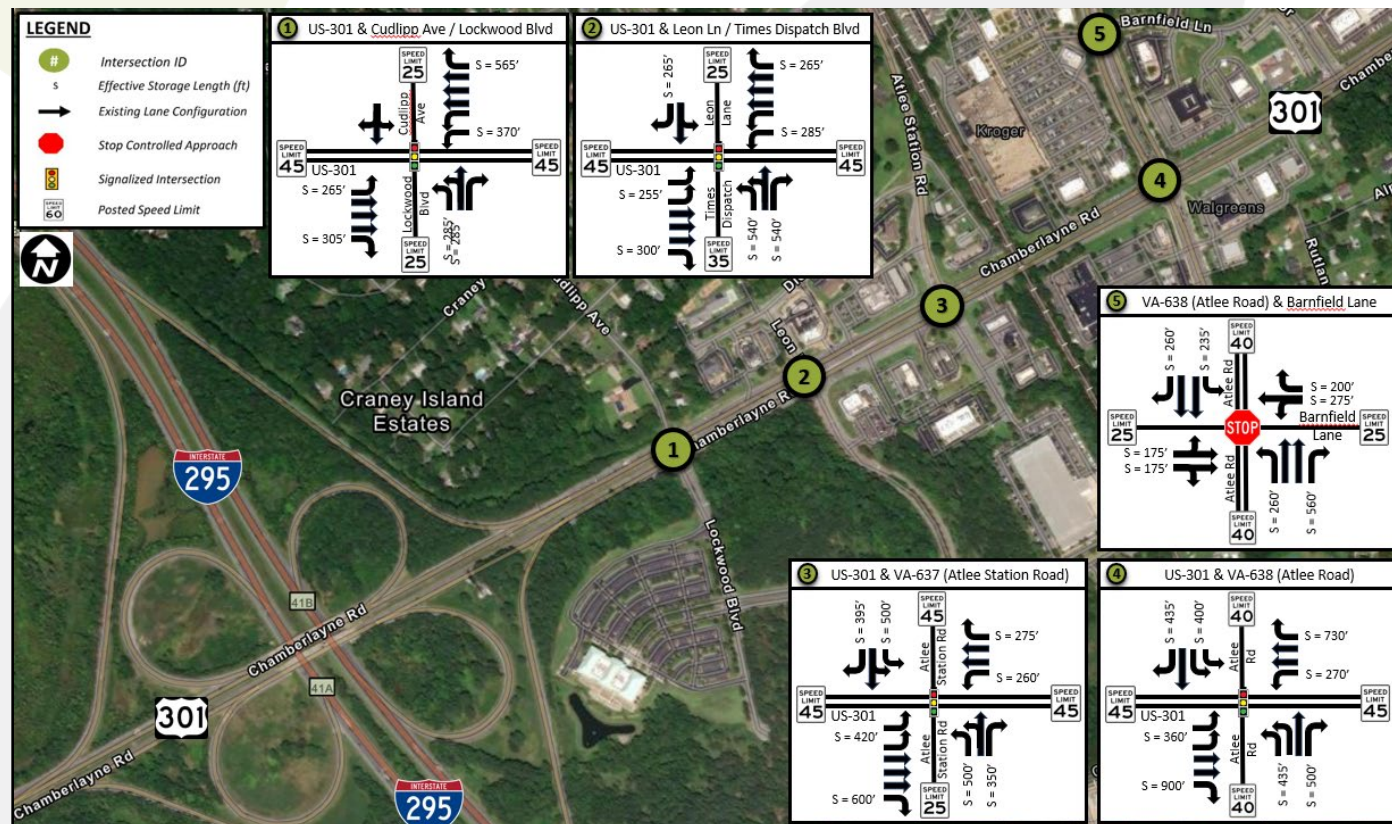 LEGEND
# Intersection ID
S Effective Storage Length (ft)
Existing Lane Configuration
Stop Controlled Approach
Signalized Intersection
SPEED LIMIT 60 Posted Speed Limit
N
1 US-301 & Cudlipp Ave / Lockwood Blvd
SPEED LIMIT 25
S = 565'
Cudlipp Ave
S = 370'
SPEED LIMIT 45
SPEED LIMIT 45
US-301
S = 265'
Lockwood Blvd
S = 285'
S = 285'
S = 305'
SPEED LIMIT 25
2 US-301 & Leon Ln / Times Dispatch Blvd
S = 265'
SPEED LIMIT 25
S = 265'
Leon Lane
S = 285'
SPEED LIMIT 45
SPEED LIMIT 45
US-301
S = 255'
Times Dispatch
S = 540'
S = 540'
S = 300'
SPEED LIMIT 35
5
Barnfield Ln
Atlee Station Rd
Kroger
301
4
Walgreens
Chamberlayne Rd
3
Leon
2
1
Chamberlayne Rd
Craney Island
Estates
INTERSTATE
295
41B
Chamberlayne Rd
41A
301
Chamberlayne Rd
INTERSTATE
295
Lockwood Blvd
5 VA-638 (Atlee Road) & Barnfield Lane
S = 260'
S = 235'
SPEED LIMIT 40
Atlee Rd
S = 200'
S = 275'
SPEED LIMIT 25
STOP
Barnfield Lane
SPEED LIMIT 25
S = 175'
S = 175'
Atlee Rd
S = 260'
S = 560'
SPEED LIMIT 40
3 US-301 & VA-637 (Atlee Station Road)
S = 395'
S = 500'
SPEED LIMIT 45
Atlee Station Rd
S = 275'
S = 260'
SPEED LIMIT 45
SPEED LIMIT 45
US-301
S = 420'
Atlee Station Rd
S = 500'
S = 350'
S = 600'
SPEED LIMIT 25
4 US-301 & VA-638 (Atlee Road)
S = 435'
S = 400'
SPEED LIMIT 40
Atlee Rd
S = 730'
S = 270'
SPEED LIMIT 45
SPEED LIMIT 45
US-301
S = 360'
Atlee Rd
S = 435'
S = 500'
S = 900'
SPEED LIMIT 40